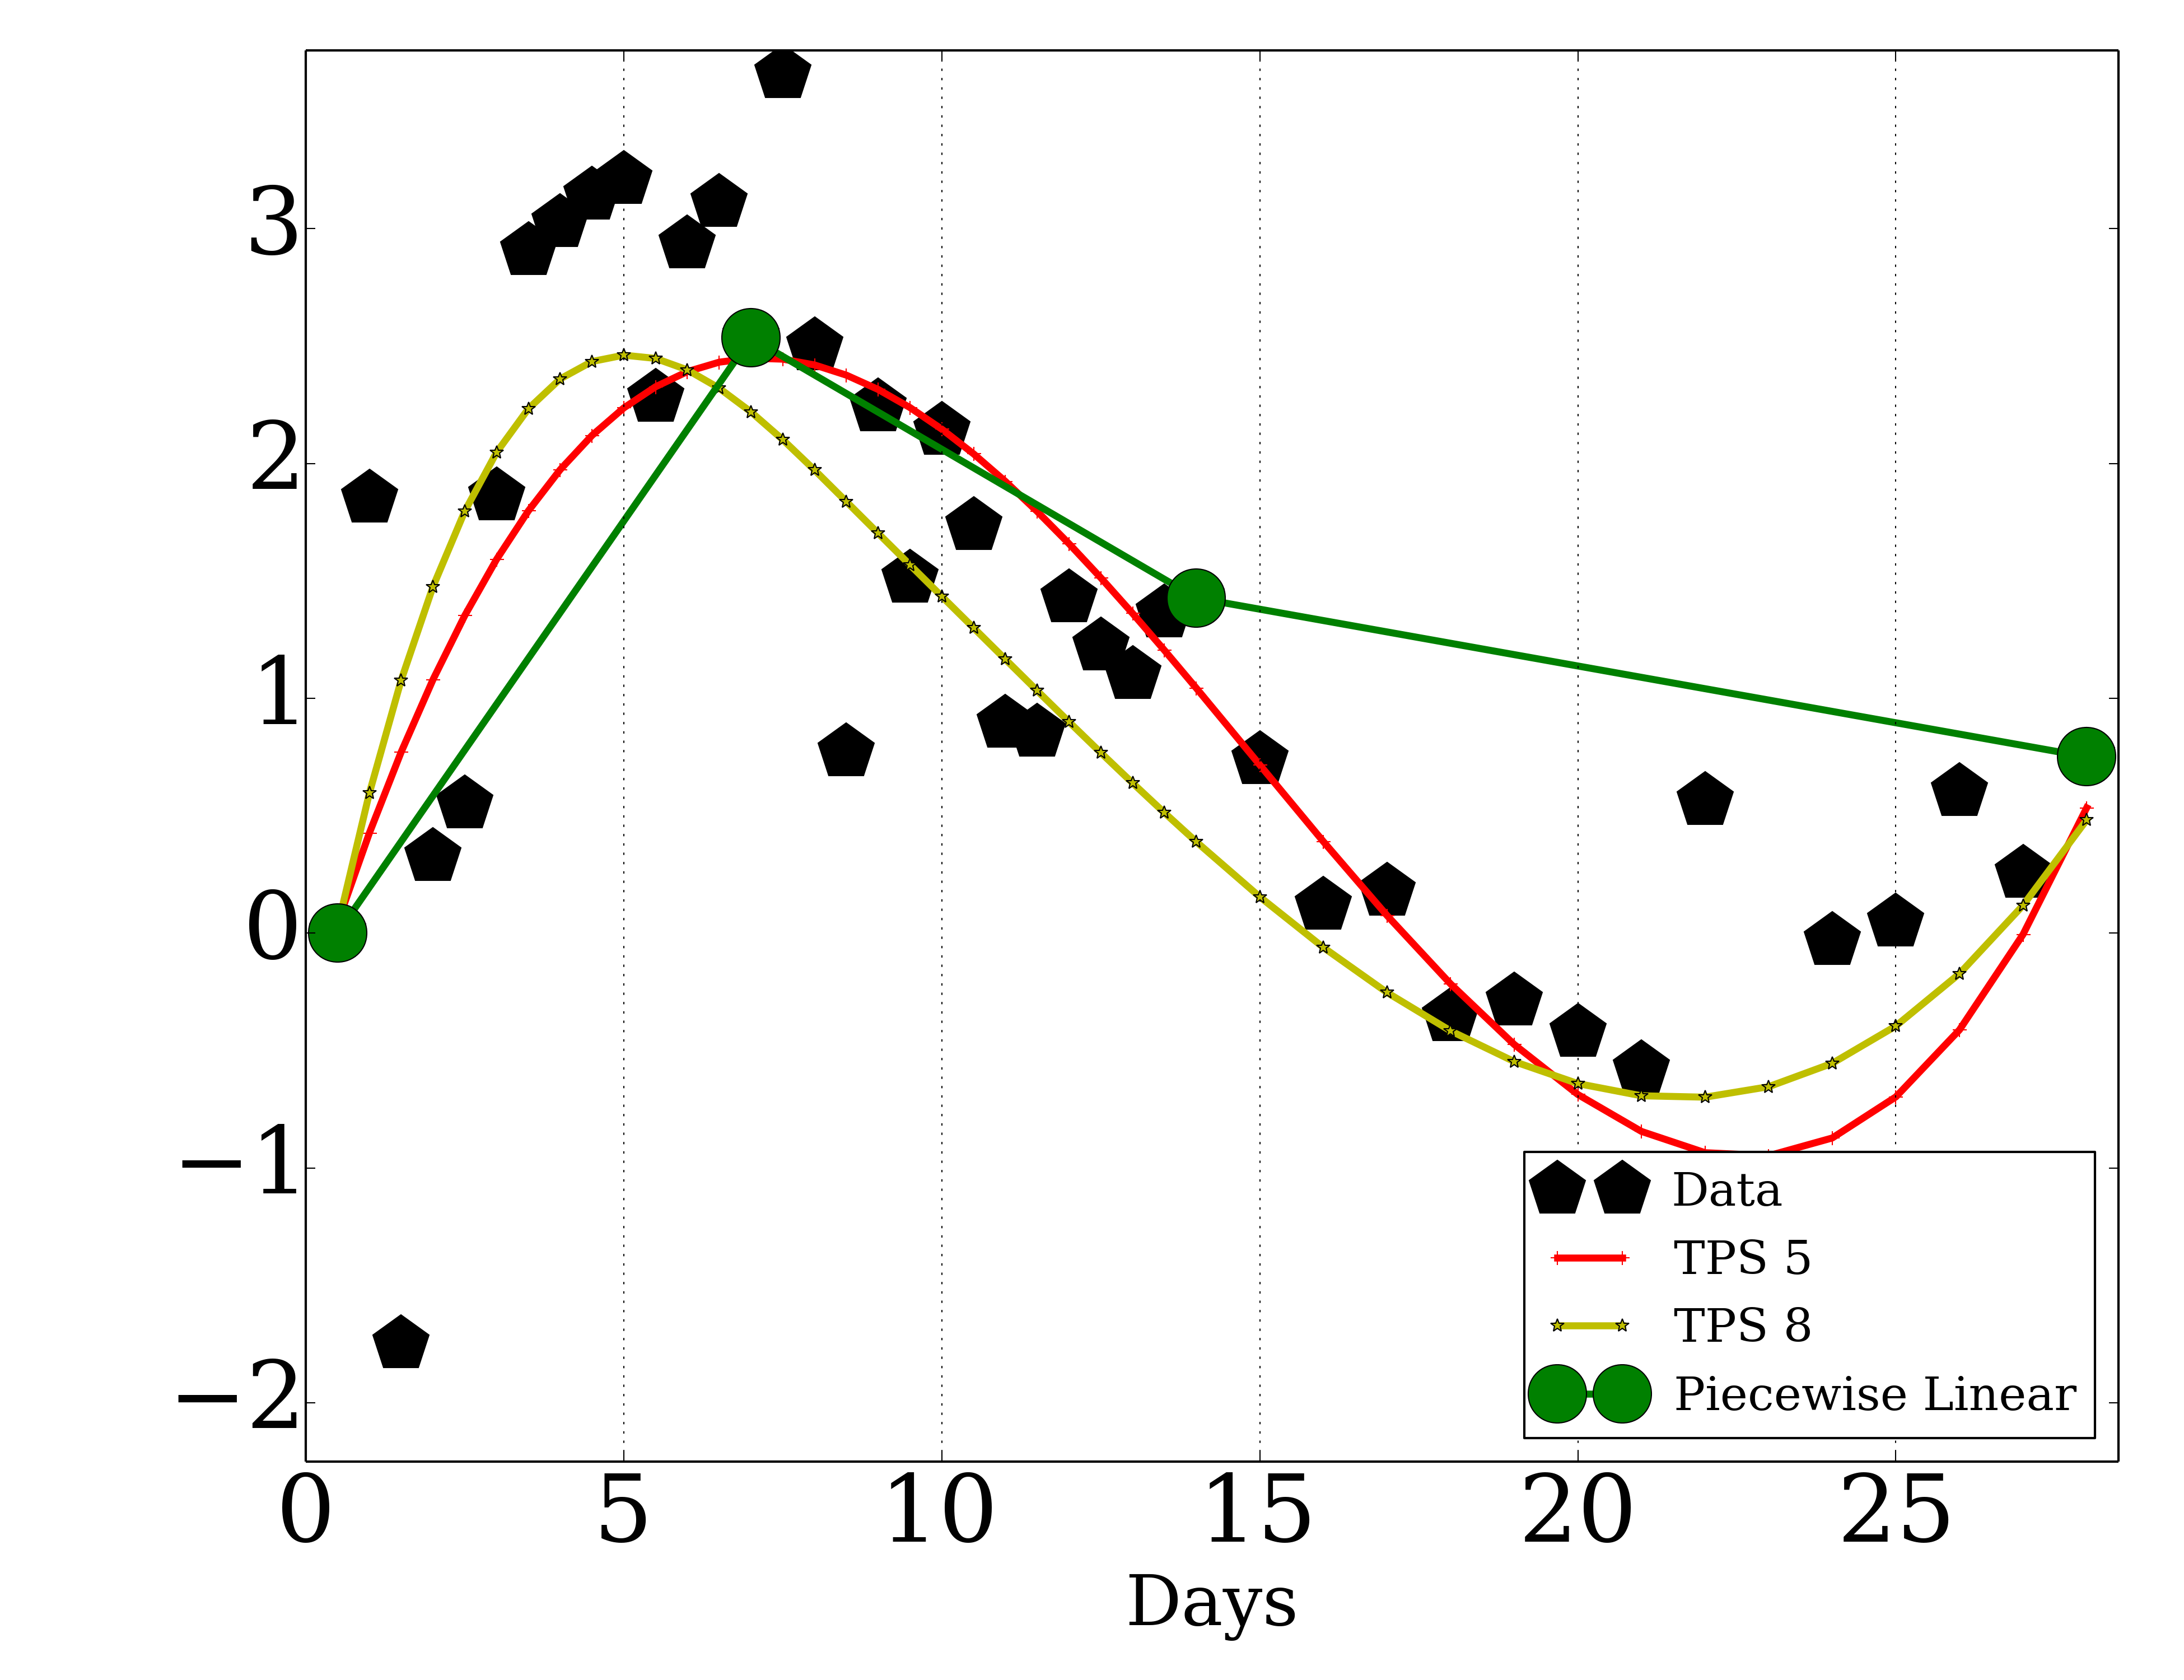 3
2
1
0
−1
−2
0 5 10 15 20 25
Days
Data
TPS 5
TPS 8
Piecewise Linear